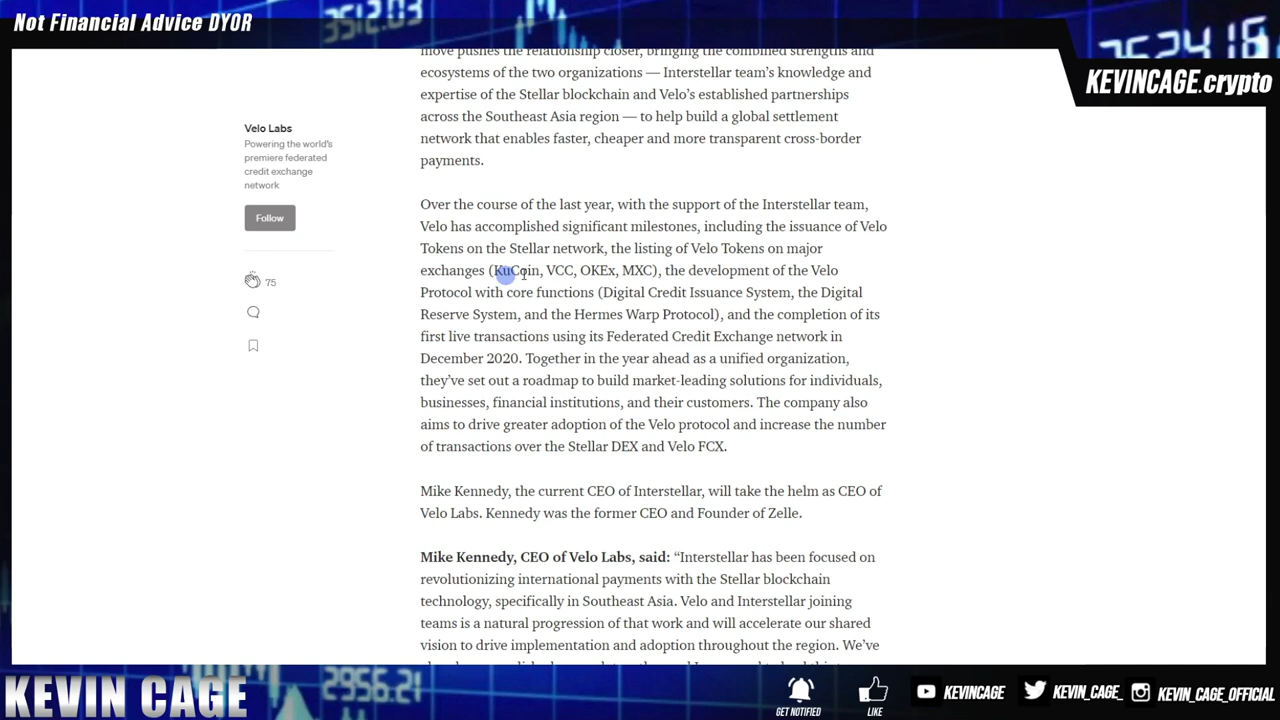 Not Financial Advice DYOR
3512.03
3524.16
KEVINCAGE.crypto
move pushes the relationship closer, bringing the combined strengths and
ecosystems of the two organizations — Interstellar team's knowledge and
expertise of the Stellar blockchain and Velo's established partnerships
across the Southeast Asia region — to help build a global settlement
network that enables faster, cheaper and more transparent cross-border
payments.
Velo Labs
Powering the world's
premiere federated
credit exchange
network
Follow
75
Over the course of the last year, with the support of the Interstellar team,
Velo has accomplished significant milestones, including the issuance of Velo
Tokens on the Stellar network, the listing of Velo Tokens on major
exchanges (KuCoin, VCC, OKEx, MXC), the development of the Velo
Protocol with core functions (Digital Credit Issuance System, the Digital
Reserve System, and the Hermes Warp Protocol), and the completion of its
first live transactions using its Federated Credit Exchange network in
December 2020. Together in the year ahead as a unified organization,
they've set out a roadmap to build market-leading solutions for individuals,
businesses, financial institutions, and their customers. The company also
aims to drive greater adoption of the Velo protocol and increase the number
of transactions over the Stellar DEX and Velo FCX.
Mike Kennedy, the current CEO of Interstellar, will take the helm as CEO of
Velo Labs. Kennedy was the former CEO and Founder of Zelle.
Mike Kennedy, CEO of Velo Labs, said: “Interstellar has been focused on
revolutionizing international payments with the Stellar blockchain
technology, specifically in Southeast Asia. Velo and Interstellar joining
teams is a natural progression of that work and will accelerate our shared
vision to drive implementation and adoption throughout the region. We've
KEVIN CAGE
2956.21
GET NOTIFIED
LIKE
KEVINCAGE
KEVIN_CAGE_
KEVIN_CAGE_OFFICIAL